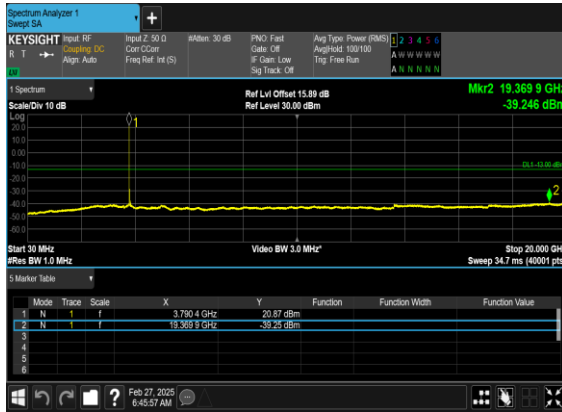 Spectrum Analyzer 1
Swept SA
+
KEYSIGHT Input: RF Input Z: 50 Ω #Atten: 30 dB PNO: Fast Avg Type: Power (RMS) 1 2 3 4 5 6
R T Coupling: DC Corr CCorr Gate: Off Avg|Hold: 100/100 A W W W W W
Align: Auto Freq Ref: Int (S) IF Gain: Low Trig: Free Run
LXI Sig Track: Off A N N N N N
1 Spectrum Ref Lvl Offset 15.89 dB Mkr2 19.369 9 GHz
Scale/Div 10 dB Ref Level 30.00 dBm -39.246 dBm
Log
1
20.0
10.0
0.00
-10.0
DL1 -13.00 dBm
-20.0
-30.0
2
-40.0
-50.0
-60.0
Start 30 MHz Video BW 3.0 MHz* Stop 20.000 GH
#Res BW 1.0 MHz Sweep 34.7 ms (40001 pts
5 Marker Table
Mode Trace Scale X Y Function Function Width Function Value
1 N 1 f 3.790 4 GHz 20.87 dBm
2 N 1 f 19.369 9 GHz -39.25 dBm
3
4
5
6
? Feb 27, 2025
6:45:57 AM